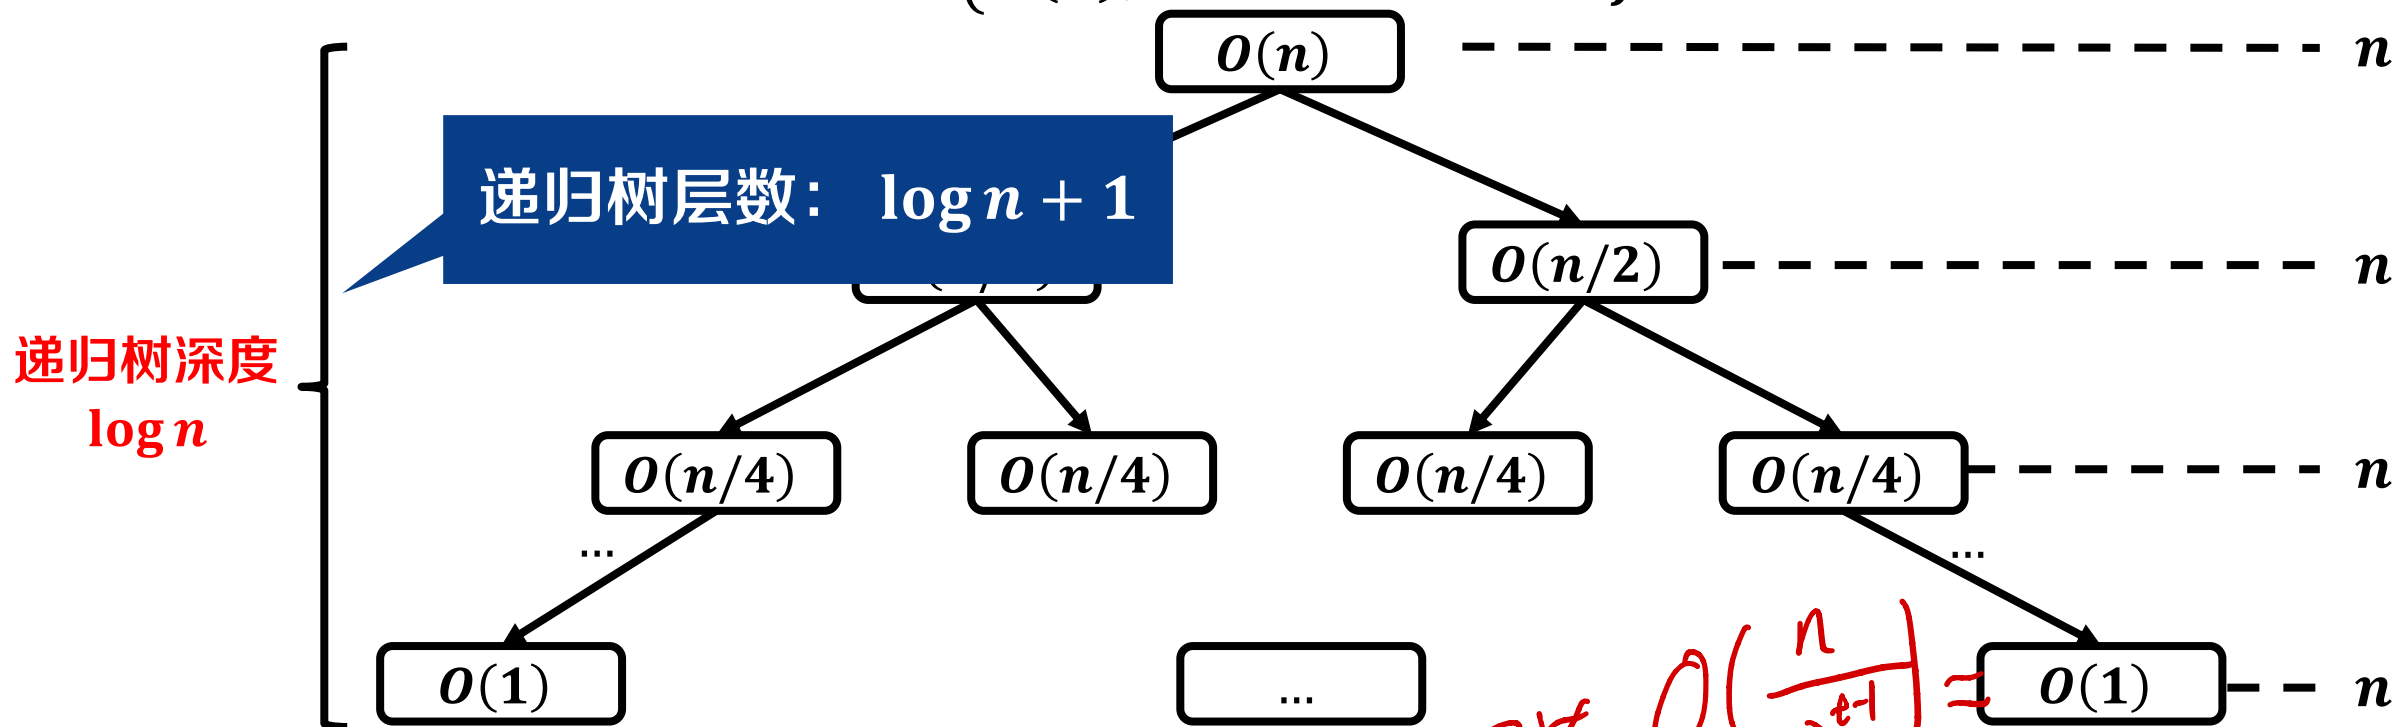 O(n) n
递归树层数： log n + 1
O(n/2) n
递归树深度
log n
O(n/4) O(n/4) O(n/4) O(n/4) n
... ...
O(1) ... O(1) n
O( n / t-1 ) =